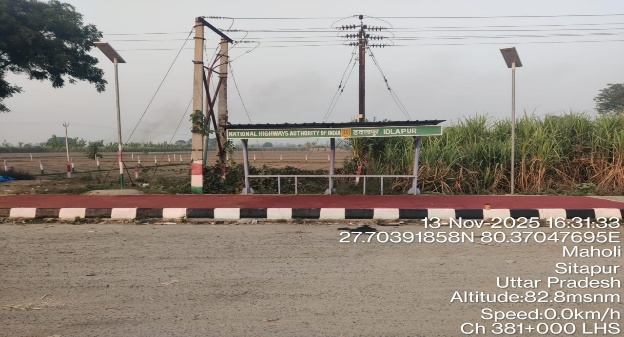 NATIONAL HIGHWAYS AUTHORITY OF INDIA इदलापुर IDLAPUR
13-Nov-2025 16:31:33
27.70391858N 80.37047695E
Maholi
Sitapur
Uttar Pradesh
Altitude:82.8msnm
Speed:0.0km/h
Ch 381+000 LHS